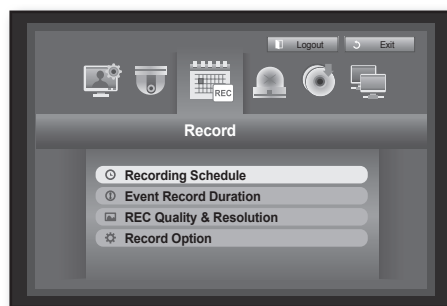 Logout
Exit
REC
Record
Recording Schedule
Event Record Duration
REC Quality & Resolution
Record Option